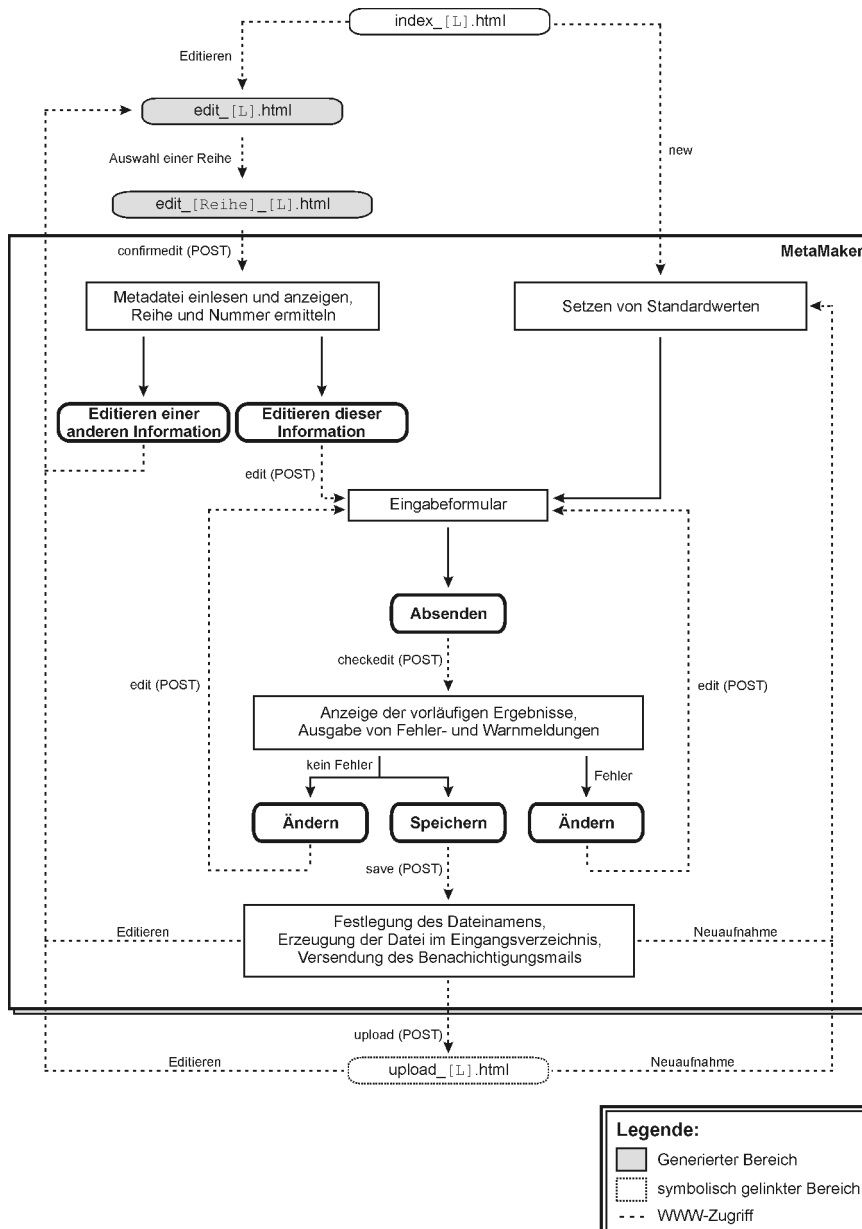 index_[L].html
Editieren
edit_[L].html
new
Auswahl einer Reihe
edit_[Reihe]_[L].html
confirmedit (POST)
MetaMaker
Metadatei einlesen und anzeigen,
Reihe und Nummer ermitteln
Setzen von Standardwerten
Editieren einer
anderen Information
Editieren dieser
Information
edit (POST)
Eingabeformular
Absenden
checkedit (POST)
edit (POST)
edit (POST)
Anzeige der vorläufigen Ergebnisse,
Ausgabe von Fehler- und Warnmeldungen
kein Fehler
Fehler
Ändern
Speichern
Ändern
save (POST)
Festlegung des Dateinamens,
Erzeugung der Datei im Eingangsverzeichnis,
Versendung des Benachichtigungsmails
Editieren
Neuaufnahme
upload (POST)
Editieren
upload_[L].html
Neuaufnahme
Legende:
Generierter Bereich
symbolisch gelinkter Bereich
WWW-Zugriff